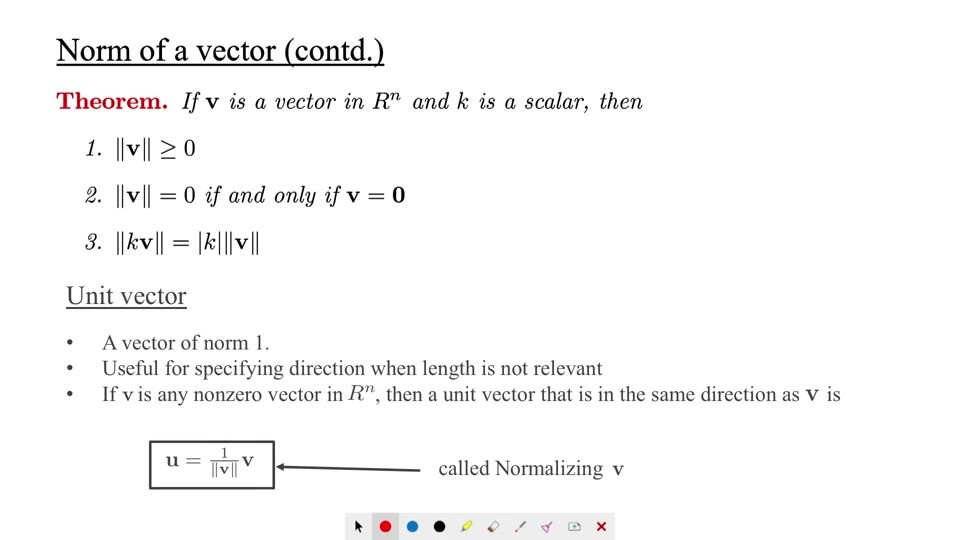 Norm of a vector (contd.)
Theorem. If v is a vector in Rⁿ and k is a scalar, then
1. ‖v‖ ≥ 0
2. ‖v‖ = 0 if and only if v = 0
3. ‖kv‖ = |k|‖v‖
Unit vector
• A vector of norm 1.
• Useful for specifying direction when length is not relevant
• If v is any nonzero vector in Rⁿ, then a unit vector that is in the same direction as v is
u = 1/‖v‖ v
called Normalizing v